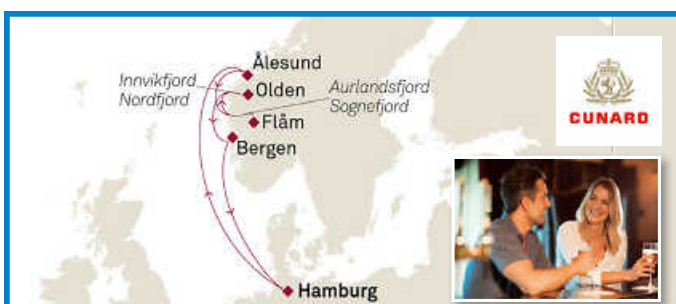 Ålesund
Innvikfjord
Nordfjord
Olden
Aurlandsfjord
Sognefjord
Flåm
Bergen
Hamburg
CUNARD